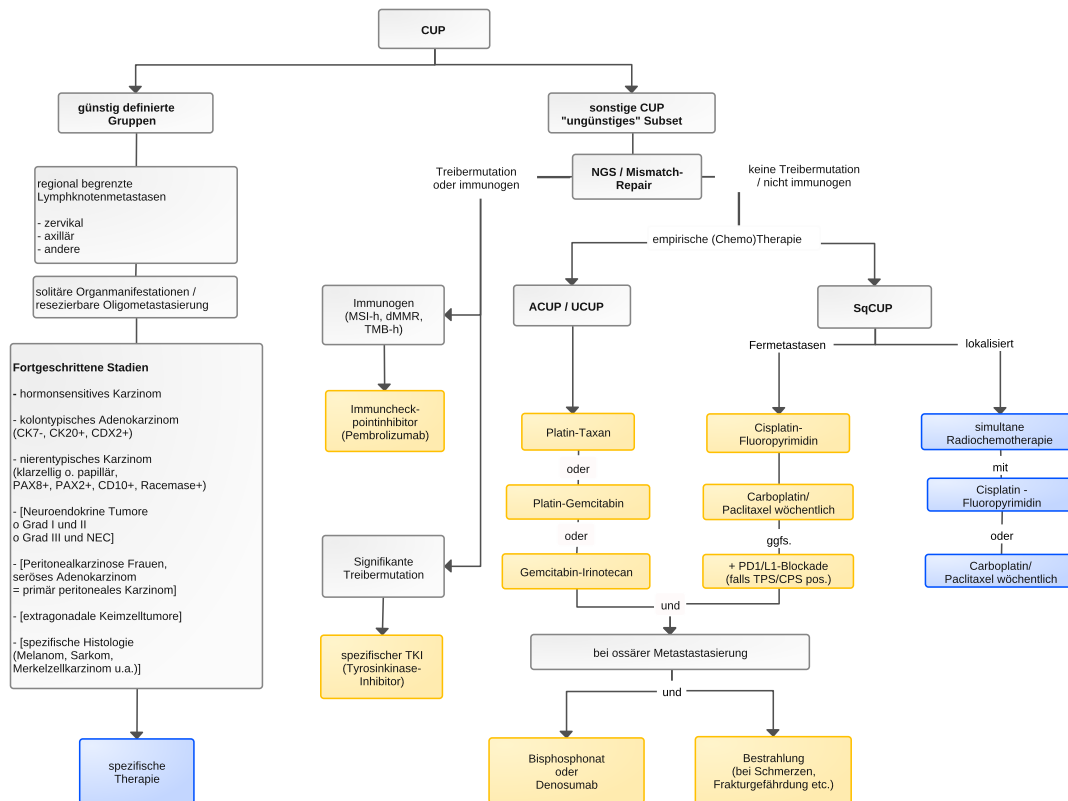 CUP
günstig definierte
Gruppen
regional begrenzte
Lymphknotenmetastasen
- zervikal
- axillär
- andere
solitäre Organmanifestationen /
resezierbare Oligometastasierung
Fortgeschrittene Stadien
- hormonsensitives Karzinom
- kolontypisches Adenokarzinom
(CK7-, CK20+, CDX2+)
- nierentypisches Karzinom
(klarzellig o. papillär,
PAX8+, PAX2+, CD10+, Racemase+)
- [Neuroendokrine Tumore
o Grad I und II
o Grad III und NEC]
- [Peritonealkarzinose Frauen,
seröses Adenokarzinom
= primär peritoneales Karzinom]
- [extragonadale Keimzelltumore]
- [spezifische Histologie
(Melanom, Sarkom,
Merkelzellkarzinom u.a.)]
spezifische
Therapie
sonstige CUP
"ungünstiges" Subset
NGS / Mismatch-
Repair
Treibermutation
oder immunogen
keine Treibermutation
/ nicht immunogen
Immunogen
(MSI-h, dMMR,
TMB-h)
Immuncheck-
pointinhibitor
(Pembrolizumab)
Signifikante
Treibermutation
spezifischer TKI
(Tyrosinkinase-
Inhibitor)
empirische (Chemo)Therapie
ACUP / UCUP
Platin-Taxan
oder
Platin-Gemcitabin
oder
Gemcitabin-Irinotecan
SqCUP
Fermetastasen
lokalisiert
Cisplatin-
Fluoropyrimidin
Carboplatin/
Paclitaxel wöchentlich
ggfs.
+ PD1/L1-Blockade
(falls TPS/CPS pos.)
simultane
Radiochemotherapie
mit
Cisplatin -
Fluoropyrimidin
oder
Carboplatin/
Paclitaxel wöchentlich
und
bei ossärer Metastastasierung
und
Bisphosphonat
oder
Denosumab
Bestrahlung
(bei Schmerzen,
Frakturgefährdung etc.)